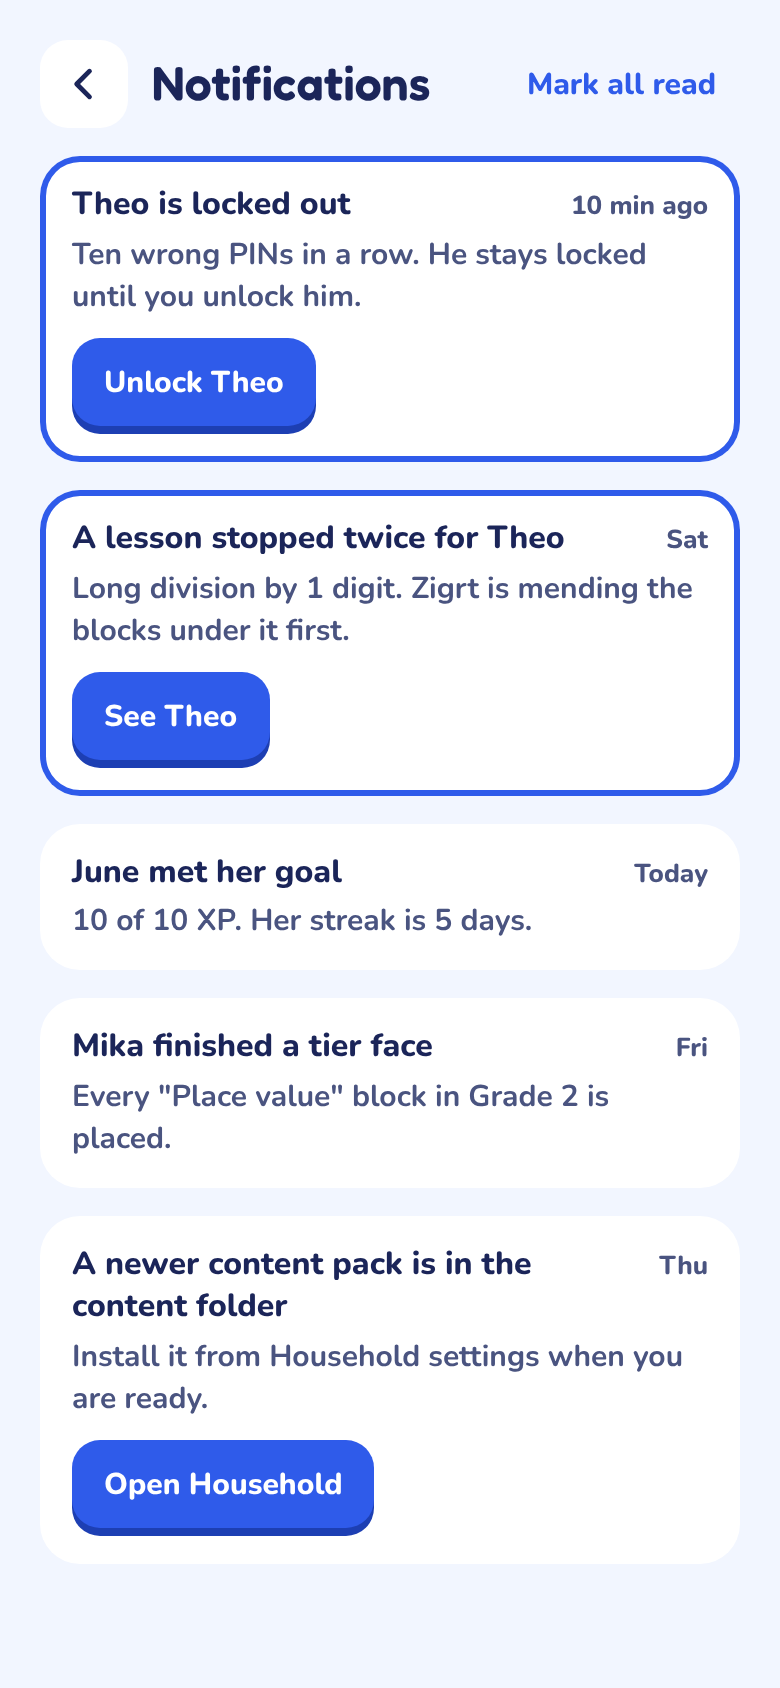 Notifications
Mark all read
Theo is locked out
10 min ago
Ten wrong PINs in a row. He stays locked
until you unlock him.
Unlock Theo
A lesson stopped twice for Theo
Sat
Long division by 1 digit. Zigrt is mending the
blocks under it first.
See Theo
June met her goal
Today
10 of 10 XP. Her streak is 5 days.
Mika finished a tier face
Fri
Every "Place value" block in Grade 2 is
placed.
A newer content pack is in the
content folder
Thu
Install it from Household settings when you
are ready.
Open Household